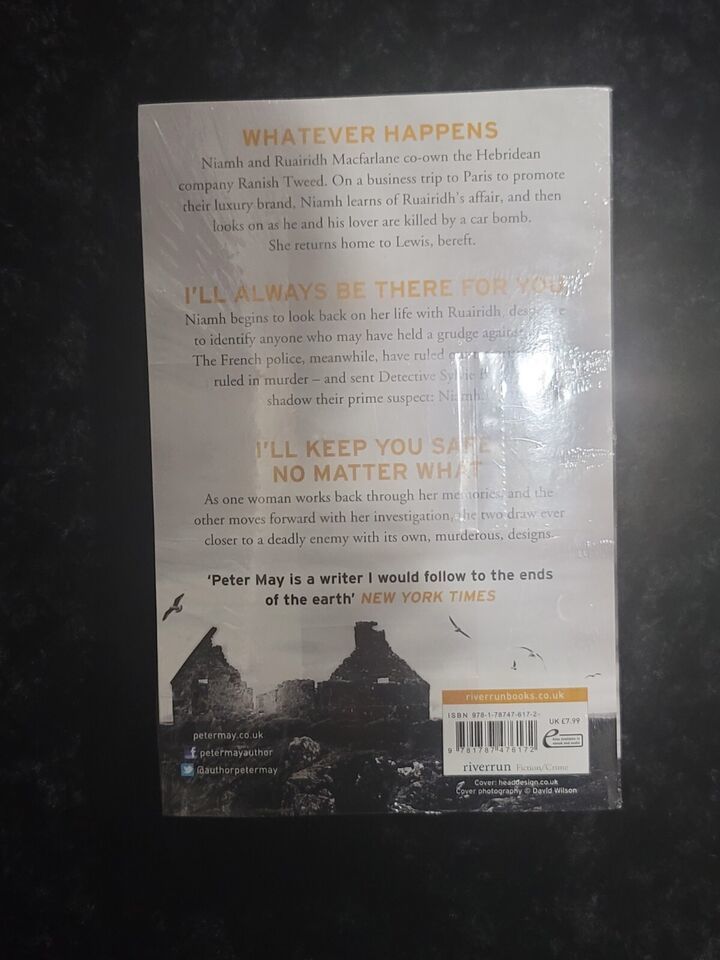 WHATEVER HAPPENS
Niamh and Ruairidh Macfarlane co-own the Hebridean
company Ranish Tweed. On a business trip to Paris to promote
their luxury brand, Niamh learns of Ruairidh's affair, and then
looks on as he and his lover are killed by a car bomb.
She returns home to Lewis, bereft.
I'LL ALWAYS BE THERE FOR YOU
Niamh begins to look back on her life with Ruairidh,
to identify anyone who may have held a grudge
The French police, meanwhile, have ruled
ruled in murder – and sent Detective Sylvie
shadow their prime suspect: Niamh.
I'LL KEEP YOU SAFE
NO MATTER WHAT
As one woman works back through her memories, and the
other moves forward with her investigation, the two draw ever
closer to a deadly enemy with its own, murderous, designs.
'Peter May is a writer I would follow to the ends
of the earth' NEW YORK TIMES
riverrunbooks.co.uk
ISBN 978-1-78747-617-2
UK £7.99
9 781787 476172
riverrun Fiction/Crime
petermay.co.uk
f petermayauthor
@authorpetermay
Cover: headdesign.co.uk
Cover photography © David Wilson